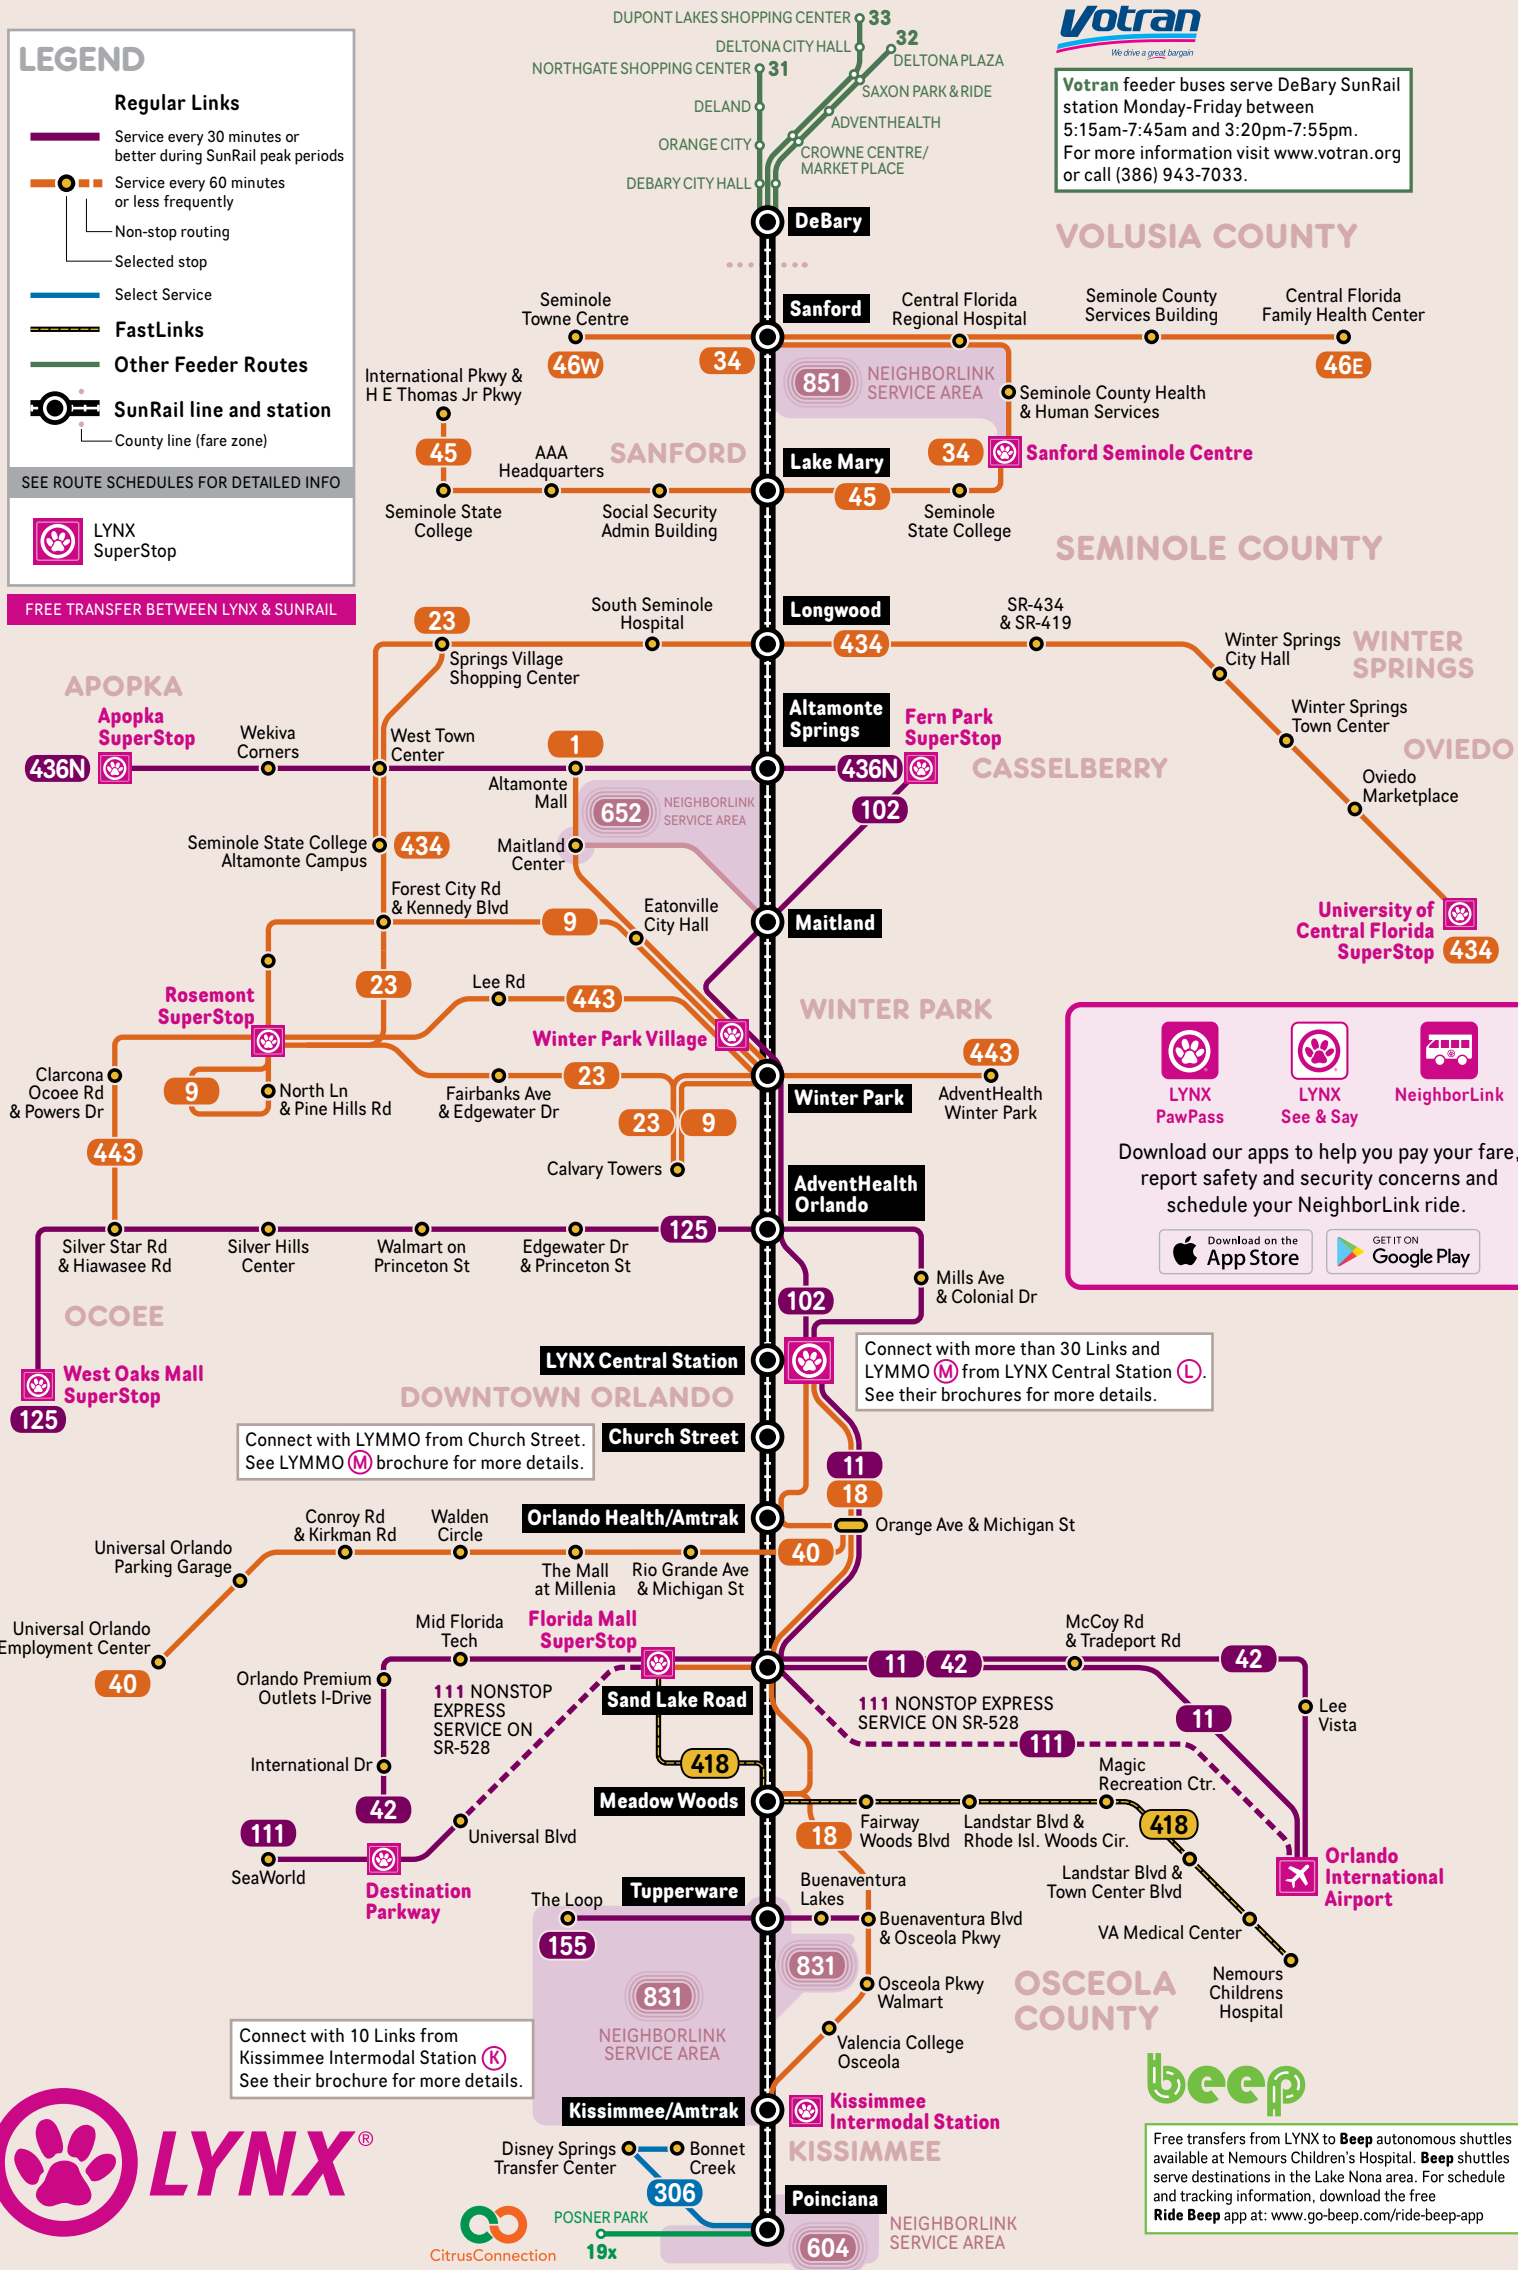 LEGEND
Regular Links
Service every 30 minutes or
better during SunRail peak periods
Service every 60 minutes
or less frequently
Non-stop routing
Selected stop
Select Service
FastLinks
Other Feeder Routes
SunRail line and station
County line (fare zone)
SEE ROUTE SCHEDULES FOR DETAILED INFO
LYNX
SuperStop
FREE TRANSFER BETWEEN LYNX & SUNRAIL
DUPONT LAKES SHOPPING CENTER
33
DELTONA CITY HALL
32
DELTONA PLAZA
NORTHGATE SHOPPING CENTER
31
SAXON PARK & RIDE
DELAND
ADVENTHEALTH
ORANGE CITY
CROWNE CENTRE/
MARKET PLACE
DEBARY CITY HALL
DeBary
Votran
We drive a great bargain
Votran feeder buses serve DeBary SunRail
station Monday-Friday between
5:15am-7:45am and 3:20pm-7:55pm.
For more information visit www.votran.org
or call (386) 943-7033.
VOLUSIA COUNTY
Seminole
Towne Centre
46W
34
Sanford
Central Florida
Regional Hospital
Seminole County
Services Building
Central Florida
Family Health Center
46E
851
NEIGHBORLINK
SERVICE AREA
International Pkwy &
H E Thomas Jr Pkwy
Seminole County Health
& Human Services
45
AAA
Headquarters
SANFORD
Lake Mary
34
Sanford Seminole Centre
45
Seminole State
College
Social Security
Admin Building
Seminole
State College
SEMINOLE COUNTY
23
South Seminole
Hospital
Longwood
434
SR-434
& SR-419
Winter Springs
City Hall
WINTER
SPRINGS
Springs Village
Shopping Center
APOPKA
Apopka
SuperStop
436N
Wekiva
Corners
West Town
Center
1
Altamonte
Springs
Fern Park
SuperStop
Winter Springs
Town Center
OVIEDO
436N
CASSELBERRY
Altamonte
Mall
652
NEIGHBORLINK
SERVICE AREA
102
Oviedo
Marketplace
Seminole State College
Altamonte Campus
434
Maitland
Center
Forest City Rd
& Kennedy Blvd
9
Eatonville
City Hall
Maitland
University of
Central Florida
SuperStop
434
23
Lee Rd
443
Rosemont
SuperStop
Winter Park Village
WINTER PARK
443
Clarcona
Ocoee Rd
& Powers Dr
9
North Ln
& Pine Hills Rd
Fairbanks Ave
& Edgewater Dr
23
Winter Park
AdventHealth
Winter Park
23
9
443
Calvary Towers
LYNX
PawPass
LYNX
See & Say
NeighborLink
Download our apps to help you pay your fare,
report safety and security concerns and
schedule your NeighborLink ride.
Download on the
App Store
GET IT ON
Google Play
AdventHealth
Orlando
125
Silver Star Rd
& Hiawasee Rd
Silver Hills
Center
Walmart on
Princeton St
Edgewater Dr
& Princeton St
Mills Ave
& Colonial Dr
102
OCOEE
West Oaks Mall
SuperStop
125
LYNX Central Station
DOWNTOWN ORLANDO
Connect with more than 30 Links and
LYMMO M from LYNX Central Station L.
See their brochures for more details.
Connect with LYMMO from Church Street.
See LYMMO M brochure for more details.
Church Street
11
18
Conroy Rd
& Kirkman Rd
Walden
Circle
Orlando Health/Amtrak
Orange Ave & Michigan St
Universal Orlando
Parking Garage
The Mall
at Millenia
Rio Grande Ave
& Michigan St
40
Universal Orlando
Employment Center
40
Mid Florida
Tech
Florida Mall
SuperStop
McCoy Rd
& Tradeport Rd
11
42
42
Orlando Premium
Outlets I-Drive
111 NONSTOP
EXPRESS
SERVICE ON
SR-528
Sand Lake Road
111 NONSTOP EXPRESS
SERVICE ON SR-528
111
11
Lee
Vista
International Dr
418
Magic
Recreation Ctr.
42
Meadow Woods
111
Universal Blvd
18
Fairway
Woods Blvd
Landstar Blvd &
Rhode Isl. Woods Cir.
418
SeaWorld
Destination
Parkway
Landstar Blvd &
Town Center Blvd
Orlando
International
Airport
The Loop
Tupperware
Buenaventura
Lakes
Buenaventura Blvd
& Osceola Pkwy
VA Medical Center
155
831
831
NEIGHBORLINK
SERVICE AREA
Osceola Pkwy
Walmart
OSCEOLA
COUNTY
Nemours
Childrens
Hospital
Connect with 10 Links from
Kissimmee Intermodal Station K
See their brochure for more details.
Valencia College
Osceola
Kissimmee/Amtrak
Kissimmee
Intermodal Station
KISSIMMEE
beep
Free transfers from LYNX to Beep autonomous shuttles
available at Nemours Children's Hospital. Beep shuttles
serve destinations in the Lake Nona area. For schedule
and tracking information, download the free
Ride Beep app at: www.go-beep.com/ride-beep-app
LYNX®
Disney Springs
Transfer Center
Bonnet
Creek
306
Poinciana
CitrusConnection
POSNER PARK
19x
604
NEIGHBORLINK
SERVICE AREA